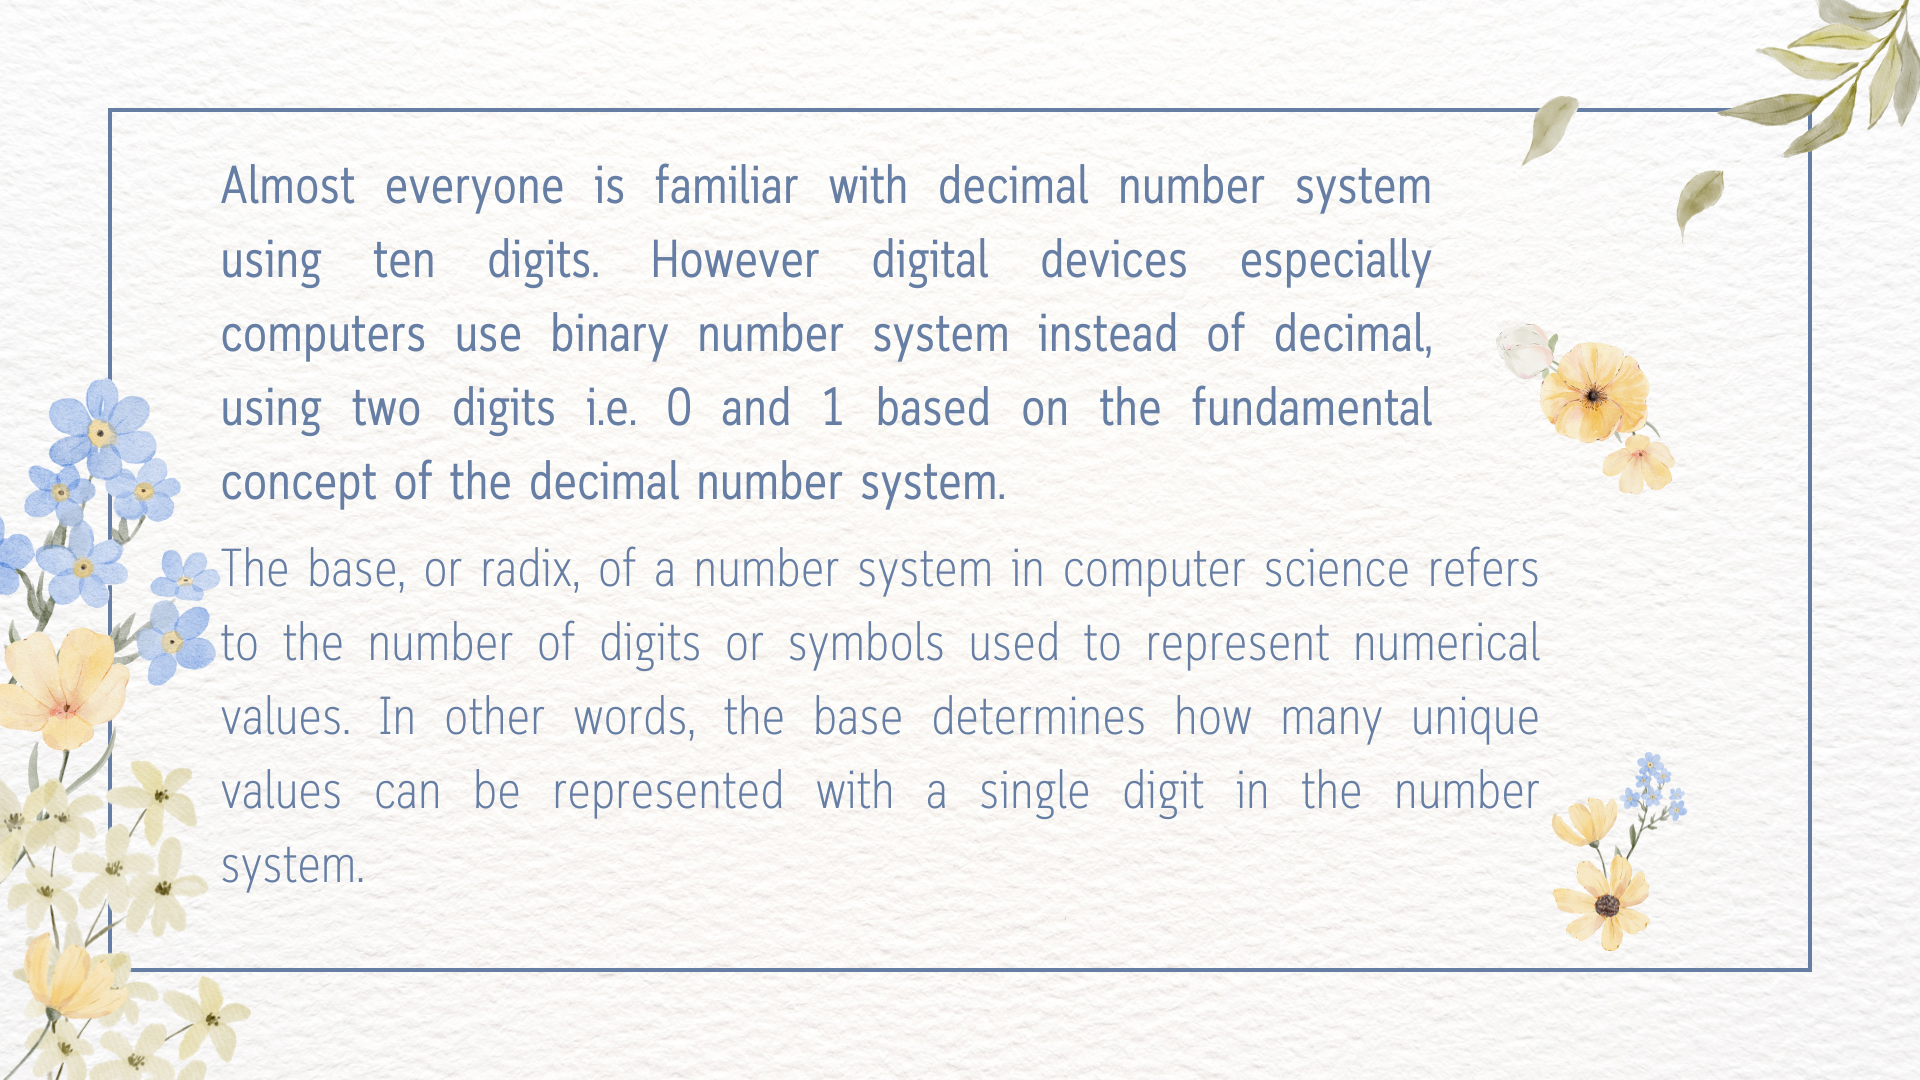 Almost everyone is familiar with decimal number system
using ten digits. However digital devices especially
computers use binary number system instead of decimal,
using two digits i.e. 0 and 1 based on the fundamental
concept of the decimal number system.
The base, or radix, of a number system in computer science refers
to the number of digits or symbols used to represent numerical
values. In other words, the base determines how many unique
values can be represented with a single digit in the number
system.